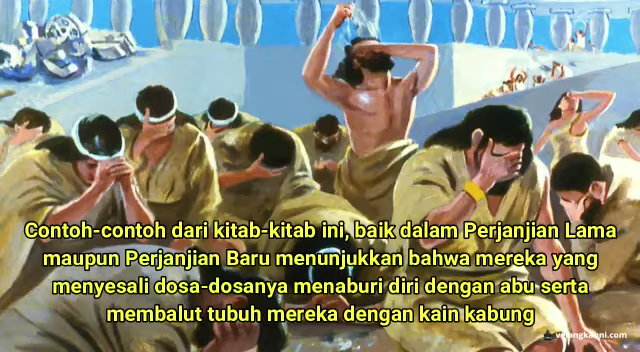 Contoh-contoh dari kitab-kitab ini, baik dalam Perjanjian Lama
maupun Perjanjian Baru menunjukkan bahwa mereka yang
menyesali dosa-dosanya menaburi diri dengan abu serta
membalut tubuh mereka dengan kain kabung